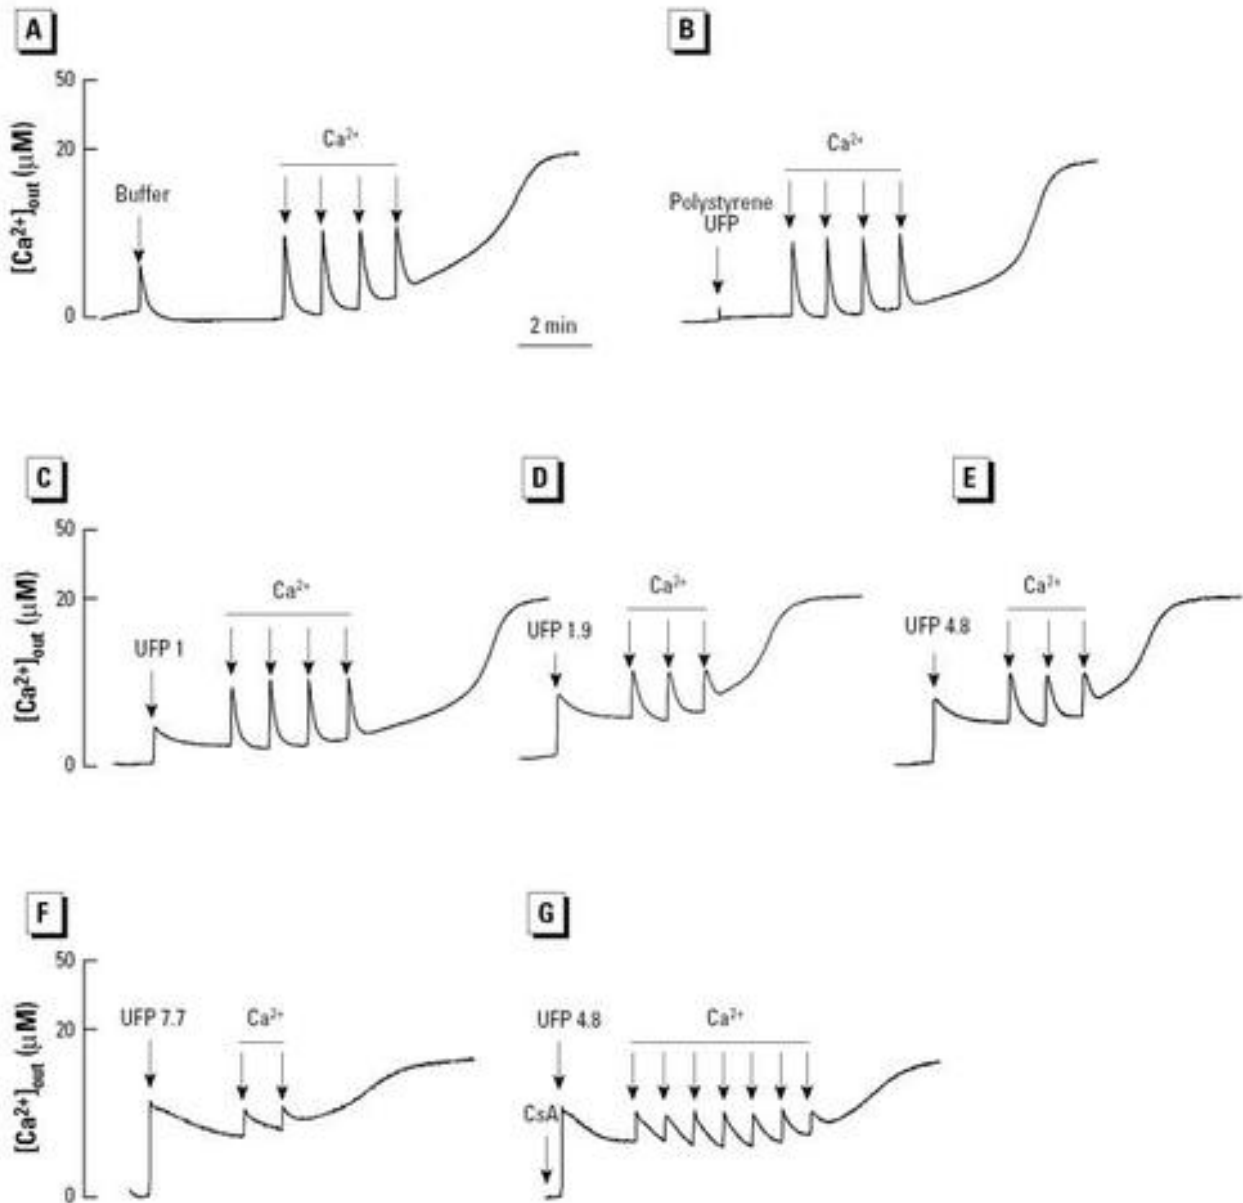 A
B
50
20
0
[Ca²⁺]out (µM)
Buffer
Ca²⁺
2 min
Polystyrene
UFP
Ca²⁺
C
D
E
50
20
0
[Ca²⁺]out (µM)
UFP 1
Ca²⁺
UFP 1.9
Ca²⁺
UFP 4.8
Ca²⁺
F
G
50
20
0
[Ca²⁺]out (µM)
UFP 7.7
Ca²⁺
UFP 4.8
Ca²⁺
CsA